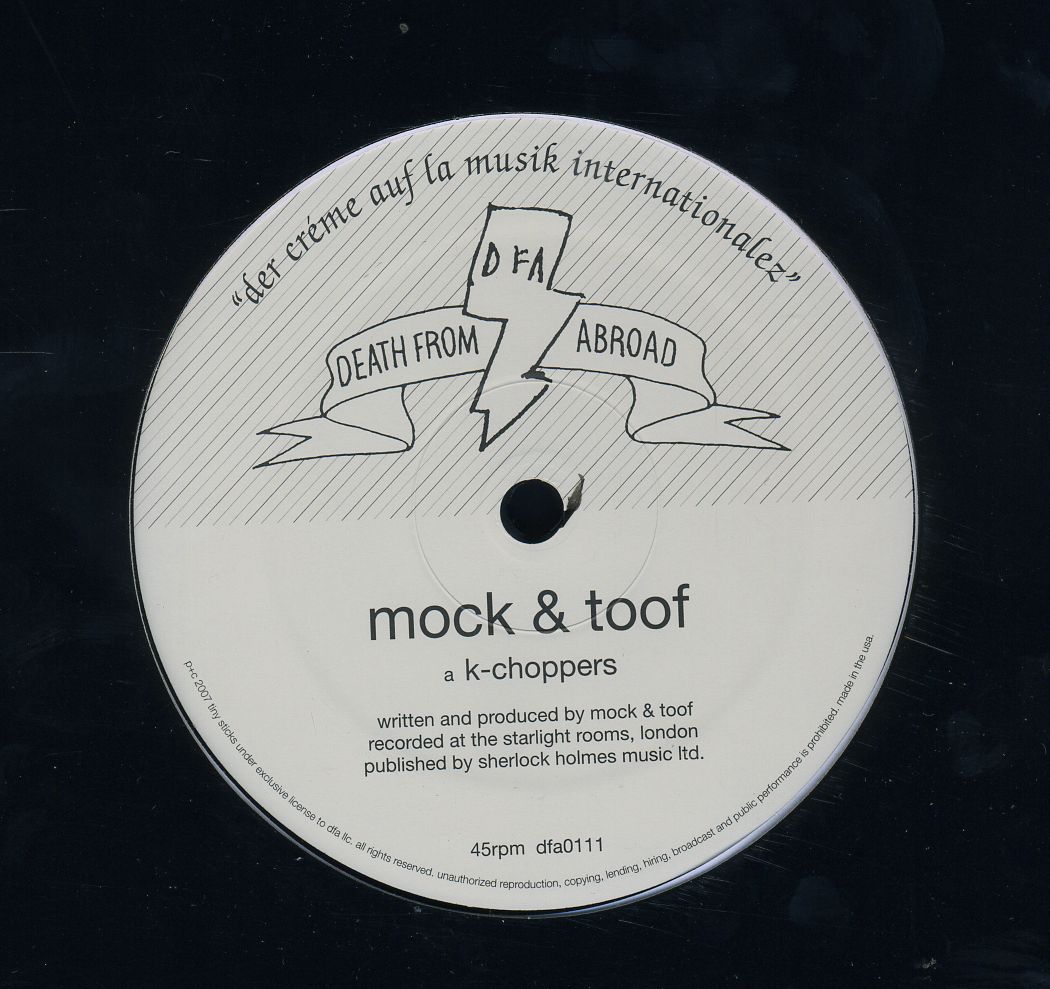 “der créme auf la musik internationalez”
DFA
DEATH FROM ABROAD
mock & toof
a k-choppers
written and produced by mock & toof
recorded at the starlight rooms, london
published by sherlock holmes music ltd.
45rpm dfa0111
p+c 2007 tiny sticks under exclusive license to dfa llc. all rights reserved. unauthorized reproduction, copying, lending, hiring, broadcast and public performance is prohibited. made in the usa.